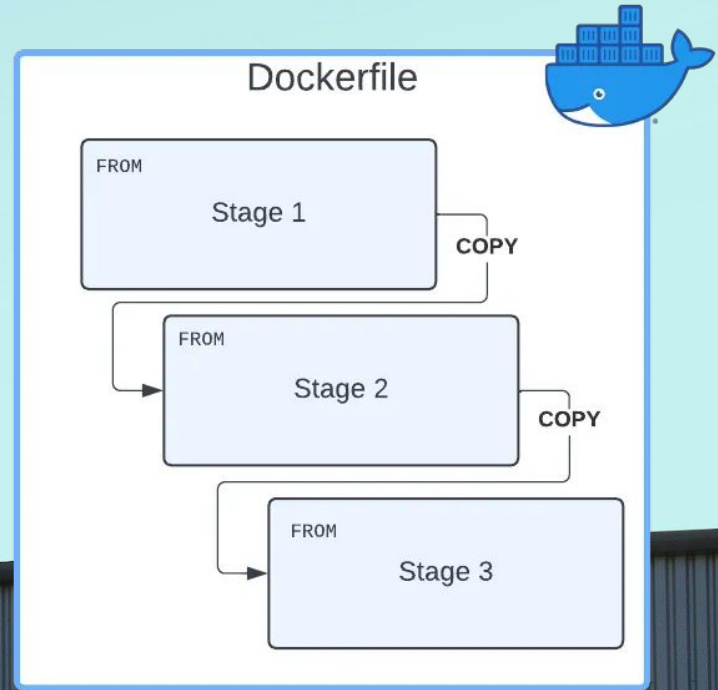 Dockerfile
FROM
Stage 1
COPY
FROM
Stage 2
COPY
FROM
Stage 3